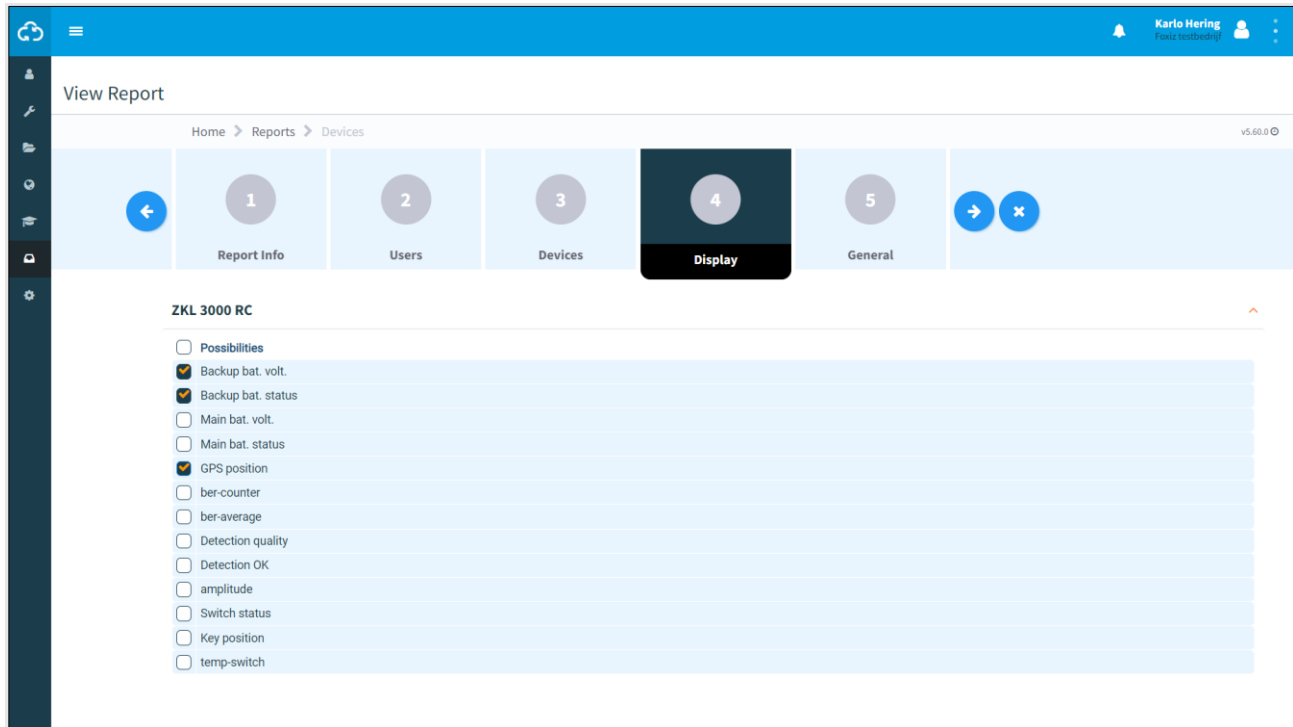 Karlo Hering
Foxiz testbedrijf
View Report
Home Reports Devices
v5.60.0
1
2
3
4
5
Report Info
Users
Devices
Display
General
ZKL 3000 RC
Possibilities
Backup bat. volt.
Backup bat. status
Main bat. volt.
Main bat. status
GPS position
ber-counter
ber-average
Detection quality
Detection OK
amplitude
Switch status
Key position
temp-switch